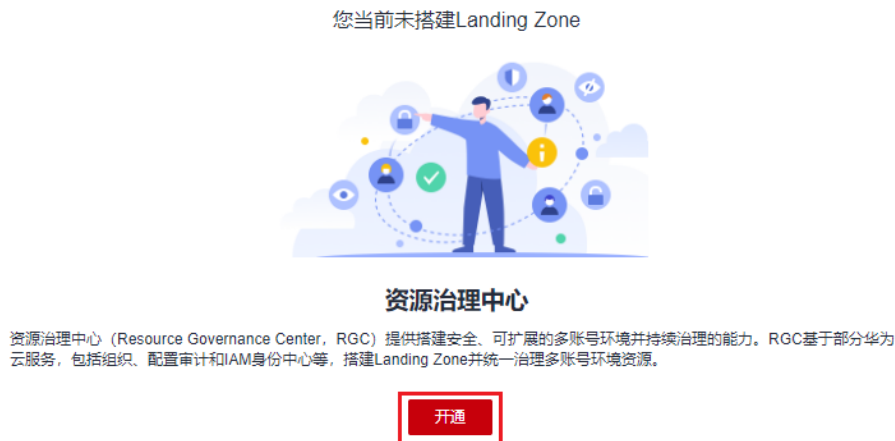 您当前未搭建Landing Zone
资源治理中心
资源治理中心（Resource Governance Center，RGC）提供搭建安全、可扩展的多账号环境并持续治理的能力。RGC基于部分华为
云服务，包括组织、配置审计和IAM身份中心等，搭建Landing Zone并统一治理多账号环境资源。
开通